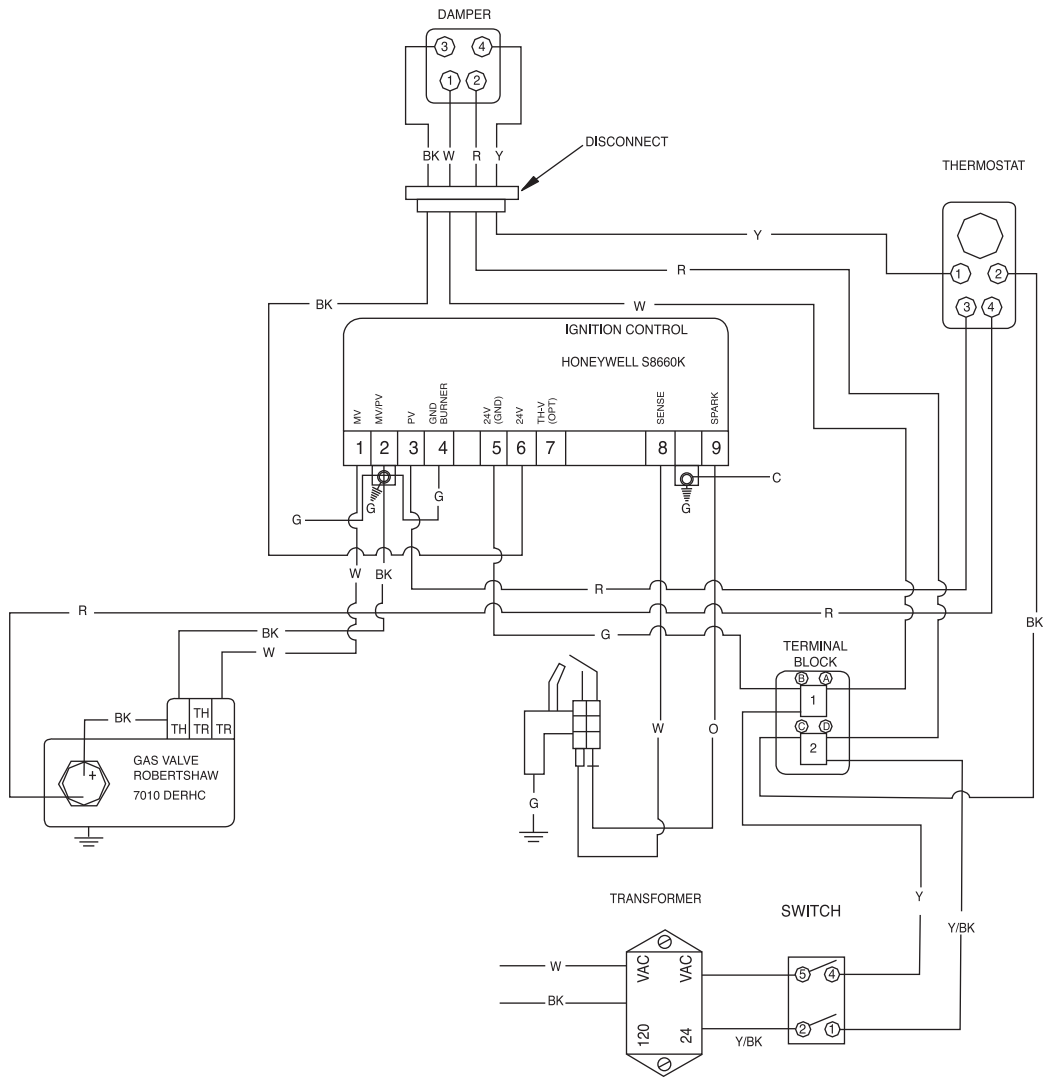 DAMPER
3 4
1 2
BK W R Y
DISCONNECT
THERMOSTAT
1 2
3 4
Y
R
BK
W
IGNITION CONTROL
HONEYWELL S8660K
MV
MV/PV
PV
GND
BURNER
24V
(GND)
24V
TH-V
(OPT)
SENSE
SPARK
1 2 3 4 5 6 7 8 9
G
G
G
G
C
W BK
R
R
R
BK
BK
W
G
TERMINAL
BLOCK
B A
1
C D
2
BK
TH
TH
TR
TR
+
GAS VALVE
ROBERTSHAW
7010 DERHC
W
O
G
Y
Y/BK
TRANSFORMER
SWITCH
W
BK
VAC
VAC
120
24
Y/BK
5 4
2 1